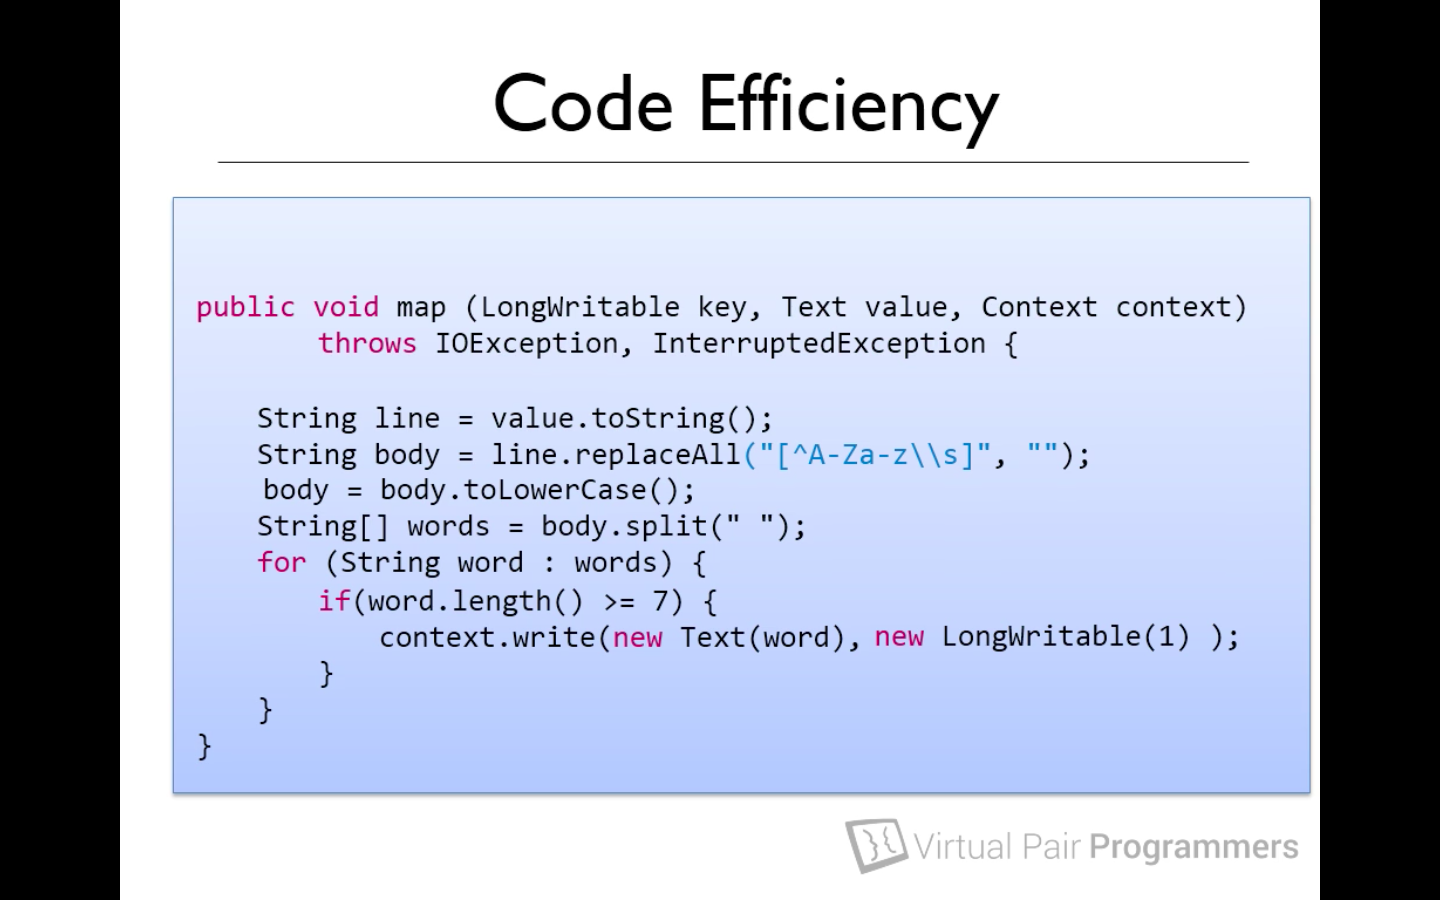 Code Efficiency
public void map (LongWritable key, Text value, Context context)
throws IOException, InterruptedException {
String line = value.toString();
String body = line.replaceAll("[^A-Za-z\\s]", "");
body = body.toLowerCase();
String[] words = body.split(" ");
for (String word : words) {
if(word.length() >= 7) {
context.write(new Text(word), new LongWritable(1) );
}
}
}
Virtual Pair Programmers